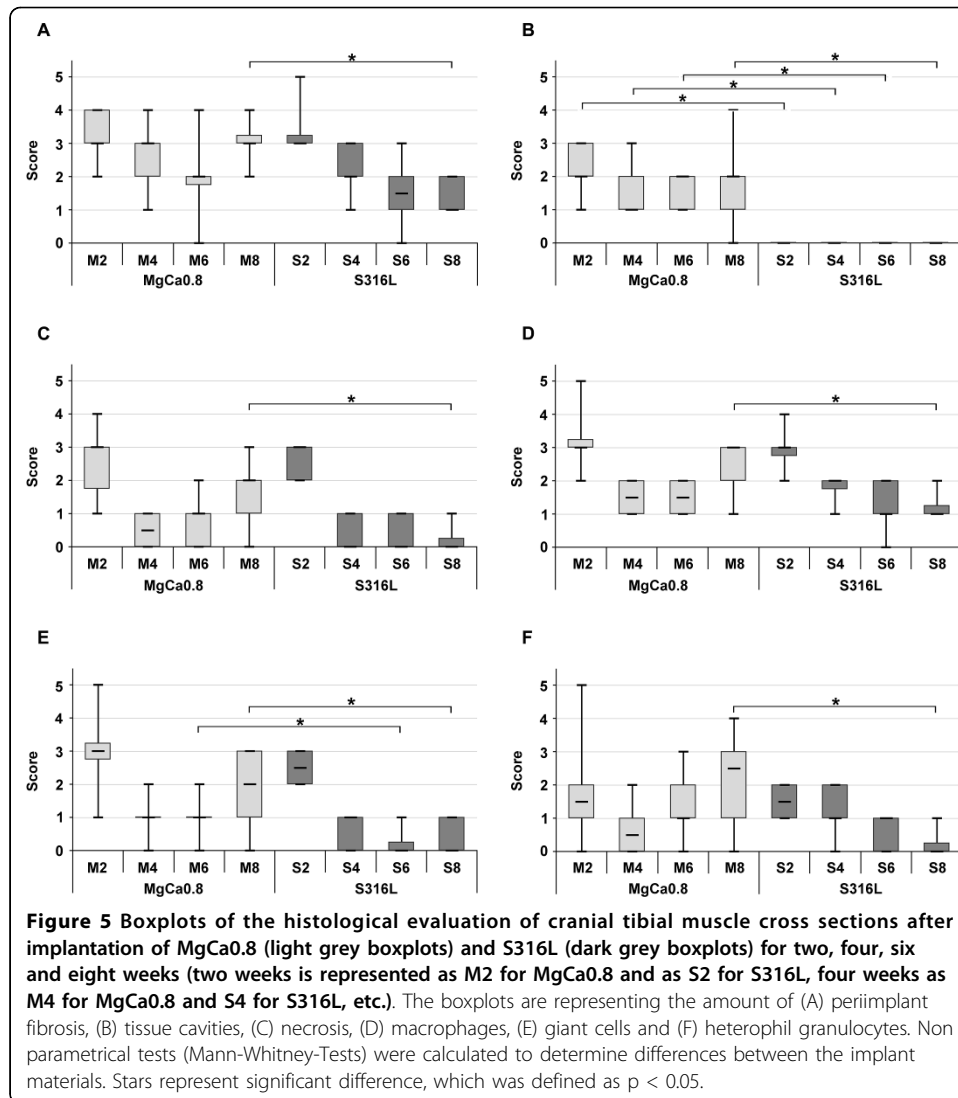 A
B
*
*
*
*
*
5
4
3
2
1
0
Score
M2 M4 M6 M8 S2 S4 S6 S8
MgCa0.8 S316L
5
4
3
2
1
0
Score
M2 M4 M6 M8 S2 S4 S6 S8
MgCa0.8 S316L
C
D
*
*
5
4
3
2
1
0
Score
M2 M4 M6 M8 S2 S4 S6 S8
MgCa0.8 S316L
5
4
3
2
1
0
Score
M2 M4 M6 M8 S2 S4 S6 S8
MgCa0.8 S316L
E
F
*
*
*
5
4
3
2
1
0
Score
M2 M4 M6 M8 S2 S4 S6 S8
MgCa0.8 S316L
5
4
3
2
1
0
Score
M2 M4 M6 M8 S2 S4 S6 S8
MgCa0.8 S316L
Figure 5 Boxplots of the histological evaluation of cranial tibial muscle cross sections after
implantation of MgCa0.8 (light grey boxplots) and S316L (dark grey boxplots) for two, four, six
and eight weeks (two weeks is represented as M2 for MgCa0.8 and as S2 for S316L, four weeks as
M4 for MgCa0.8 and S4 for S316L, etc.). The boxplots are representing the amount of (A) periimplant
fibrosis, (B) tissue cavities, (C) necrosis, (D) macrophages, (E) giant cells and (F) heterophil granulocytes. Non
parametrical tests (Mann-Whitney-Tests) were calculated to determine differences between the implant
materials. Stars represent significant difference, which was defined as p < 0.05.